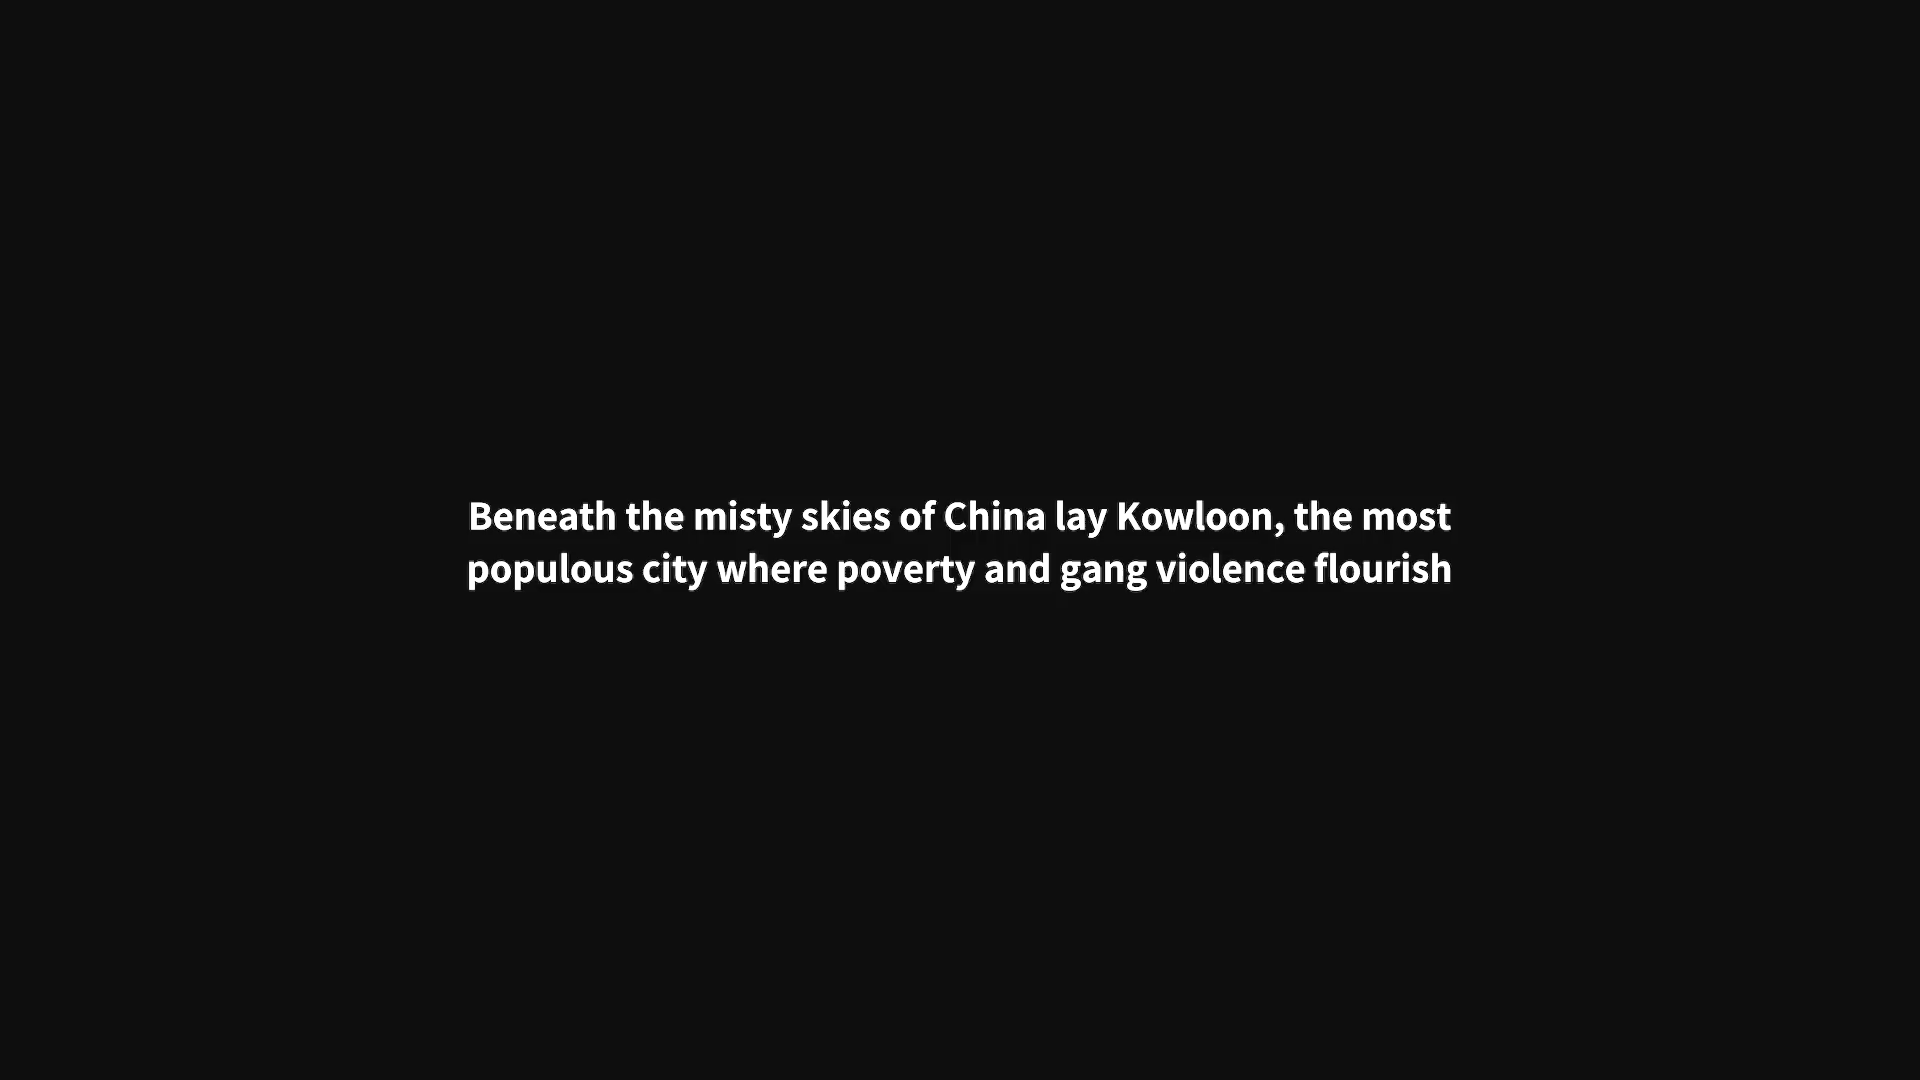 Beneath the misty skies of China lay Kowloon, the most
populous city where poverty and gang violence flourish